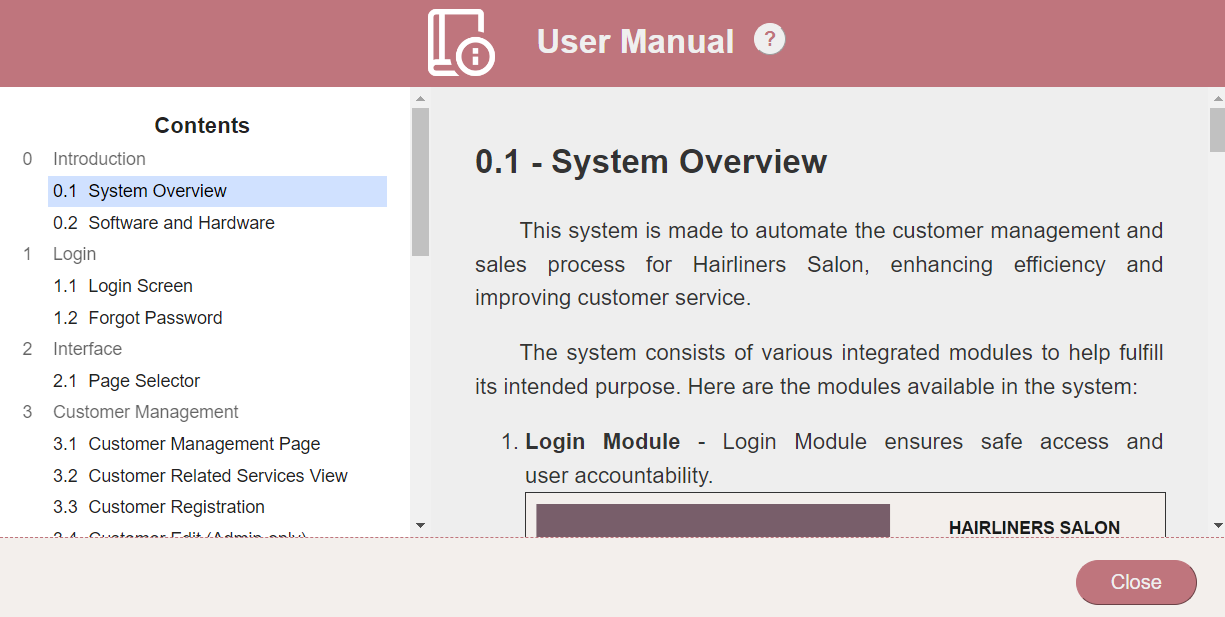 User Manual ?
Contents
0 Introduction
0.1 System Overview
0.2 Software and Hardware
1 Login
1.1 Login Screen
1.2 Forgot Password
2 Interface
2.1 Page Selector
3 Customer Management
3.1 Customer Management Page
3.2 Customer Related Services View
3.3 Customer Registration
3.4 Customer Edit (Admin only)
0.1 - System Overview
This system is made to automate the customer management and
sales process for Hairliners Salon, enhancing efficiency and
improving customer service.
The system consists of various integrated modules to help fulfill
its intended purpose. Here are the modules available in the system:
1. Login Module - Login Module ensures safe access and
user accountability.
HAIRLINERS SALON
Close